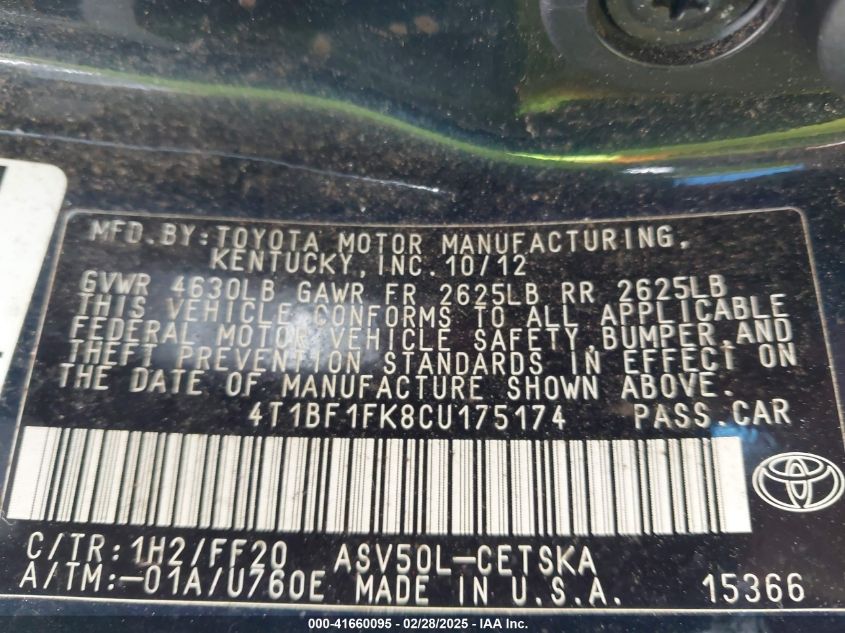 MFD.BY:TOYOTA MOTOR MANUFACTURING,
KENTUCKY,INC.10/12
GVWR 4630LB GAWR FR 2625LB RR 2625LB
THIS VEHICLE CONFORMS TO ALL APPLICABLE
FEDERAL MOTOR VEHICLE SAFETY,BUMPER,AND
THEFT PREVENTION STANDARDS IN EFFECT ON
THE DATE OF MANUFACTURE SHOWN ABOVE.
4T1BF1FK8CU175174 PASS.CAR
C/TR:1H2/FF20 ASV50L-CETSKA
A/TM:-01A/U760E MADE IN U.S.A. 15366
000-41660095 - 02/28/2025 - IAA Inc.